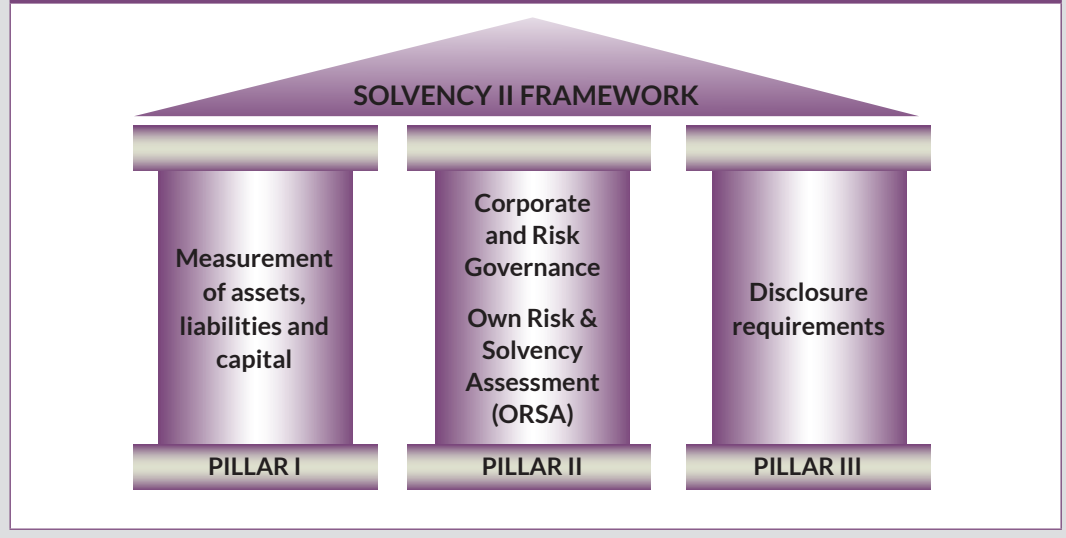 SOLVENCY II FRAMEWORK
Measurement
of assets,
liabilities and
capital
PILLAR I
Corporate
and Risk
Governance
Own Risk &
Solvency
Assessment
(ORSA)
PILLAR II
Disclosure
requirements
PILLAR III